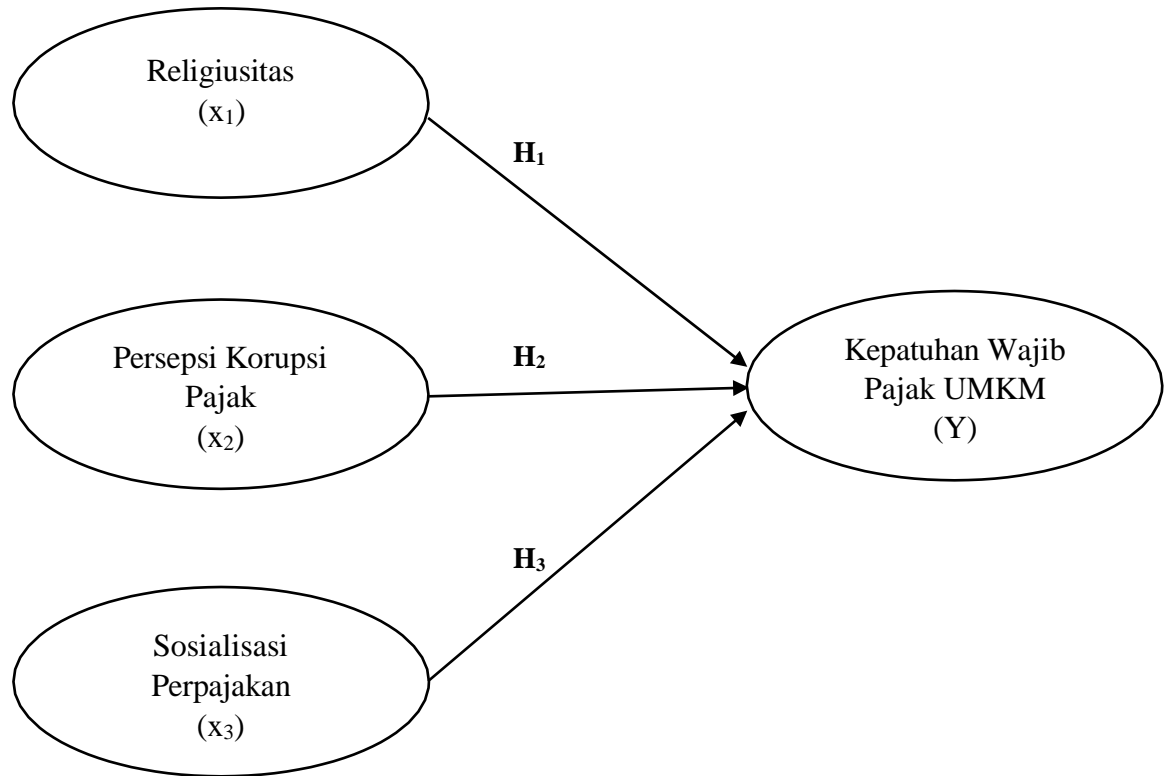 Religiusitas
(x₁)
H₁
Persepsi Korupsi
Pajak
(x₂)
H₂
Kepatuhan Wajib
Pajak UMKM
(Y)
H₃
Sosialisasi
Perpajakan
(x₃)